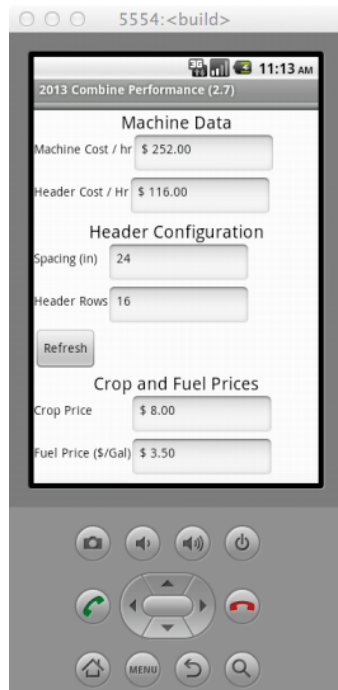 5554:<build>
3G
11:13 AM
2013 Combine Performance (2.7)
Machine Data
Machine Cost / hr $ 252.00
Header Cost / Hr $ 116.00
Header Configuration
Spacing (in) 24
Header Rows 16
Refresh
Crop and Fuel Prices
Crop Price $ 8.00
Fuel Price ($/Gal) $ 3.50
MENU